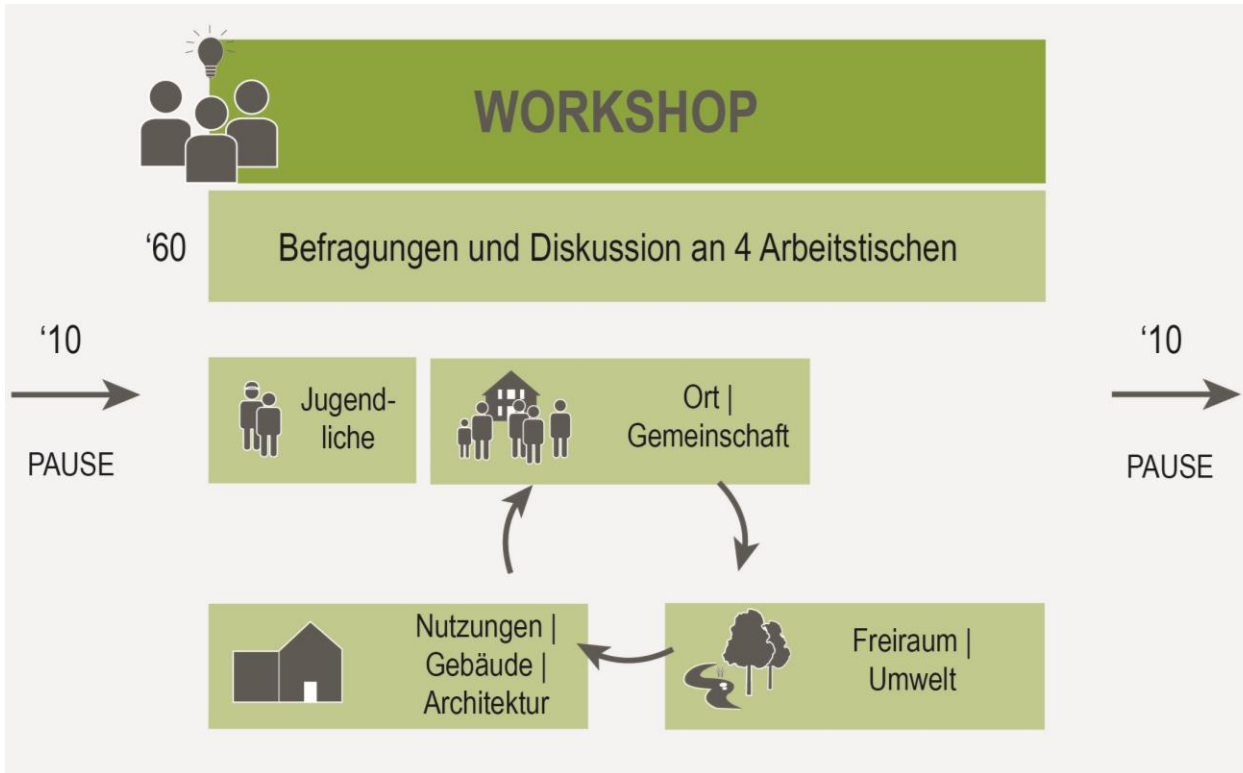 WORKSHOP
‘60
Befragungen und Diskussion an 4 Arbeitstischen
‘10
PAUSE
Jugend-
liche
Ort |
Gemeinschaft
‘10
PAUSE
Nutzungen |
Gebäude |
Architektur
Freiraum |
Umwelt